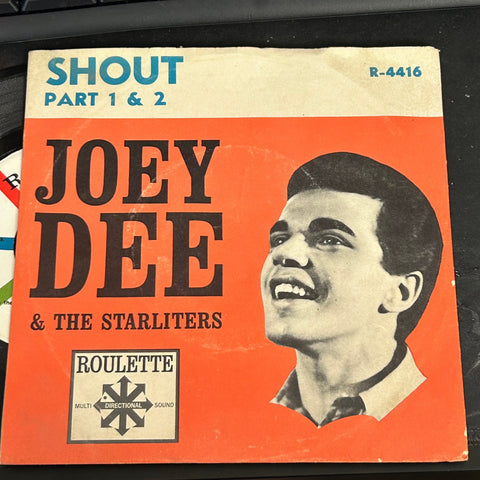 SHOUT
R-4416
PART 1 & 2
JOEY
DEE
& THE STARLITERS
ROULETTE
MULTI DIRECTIONAL SOUND
R